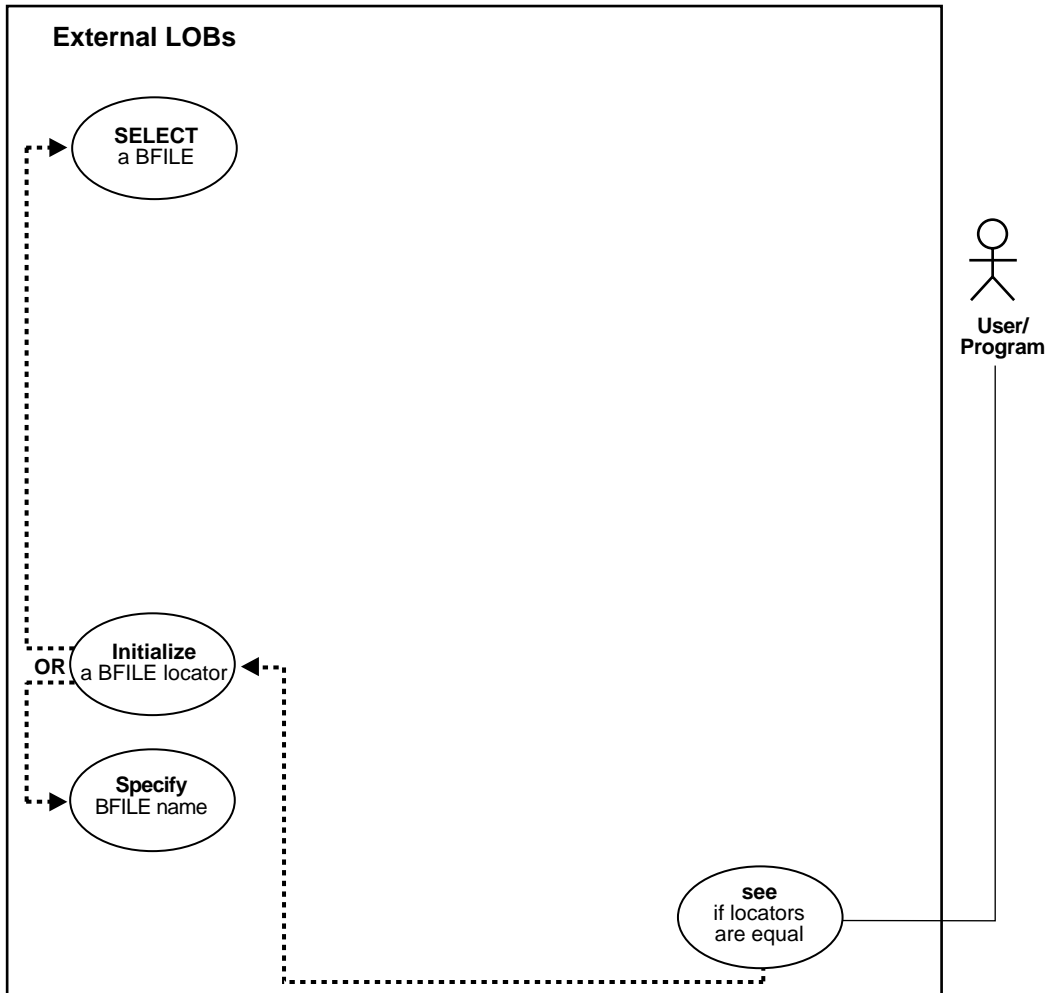 External LOBs
SELECT
a BFILE
User/
Program
Initialize
OR
a BFILE locator
Specify
BFILE name
see
if locators
are equal